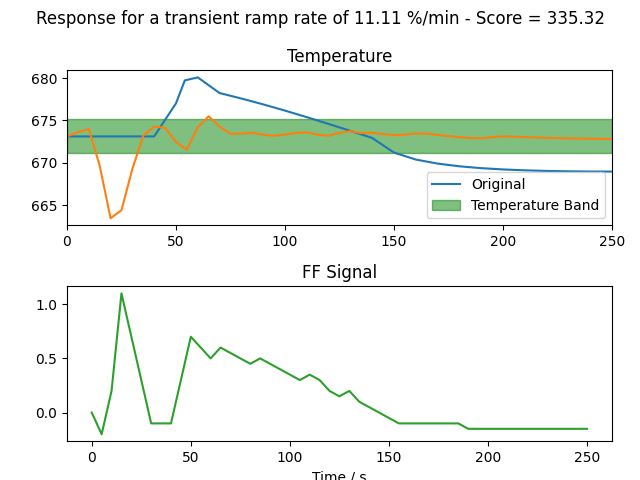 Response for a transient ramp rate of 11.11 %/min - Score = 335.32
Temperature
680
675
670
665
Original
Temperature Band
0 50 100 150 200 250
FF Signal
1.0
0.5
0.0
0 50 100 150 200 250
Time / s